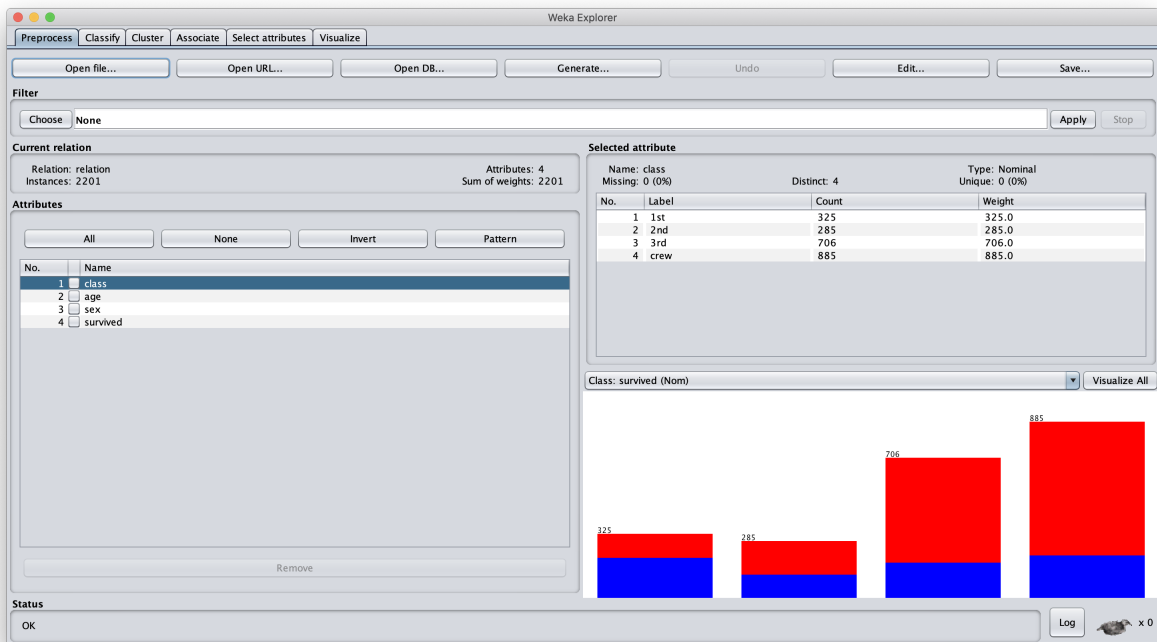 Weka Explorer
Preprocess Classify Cluster Associate Select attributes Visualize
Open file... Open URL... Open DB... Generate... Undo Edit... Save...
Filter
Choose None Apply Stop
Current relation
Relation: relation Attributes: 4
Instances: 2201 Sum of weights: 2201
Attributes
All None Invert Pattern
No. Name
1 class
2 age
3 sex
4 survived
Remove
Selected attribute
Name: class Type: Nominal
Missing: 0 (0%) Distinct: 4 Unique: 0 (0%)
No. Label Count Weight
1 1st 325 325.0
2 2nd 285 285.0
3 3rd 706 706.0
4 crew 885 885.0
Class: survived (Nom) Visualize All
325 285 706 885
Status
OK Log x 0